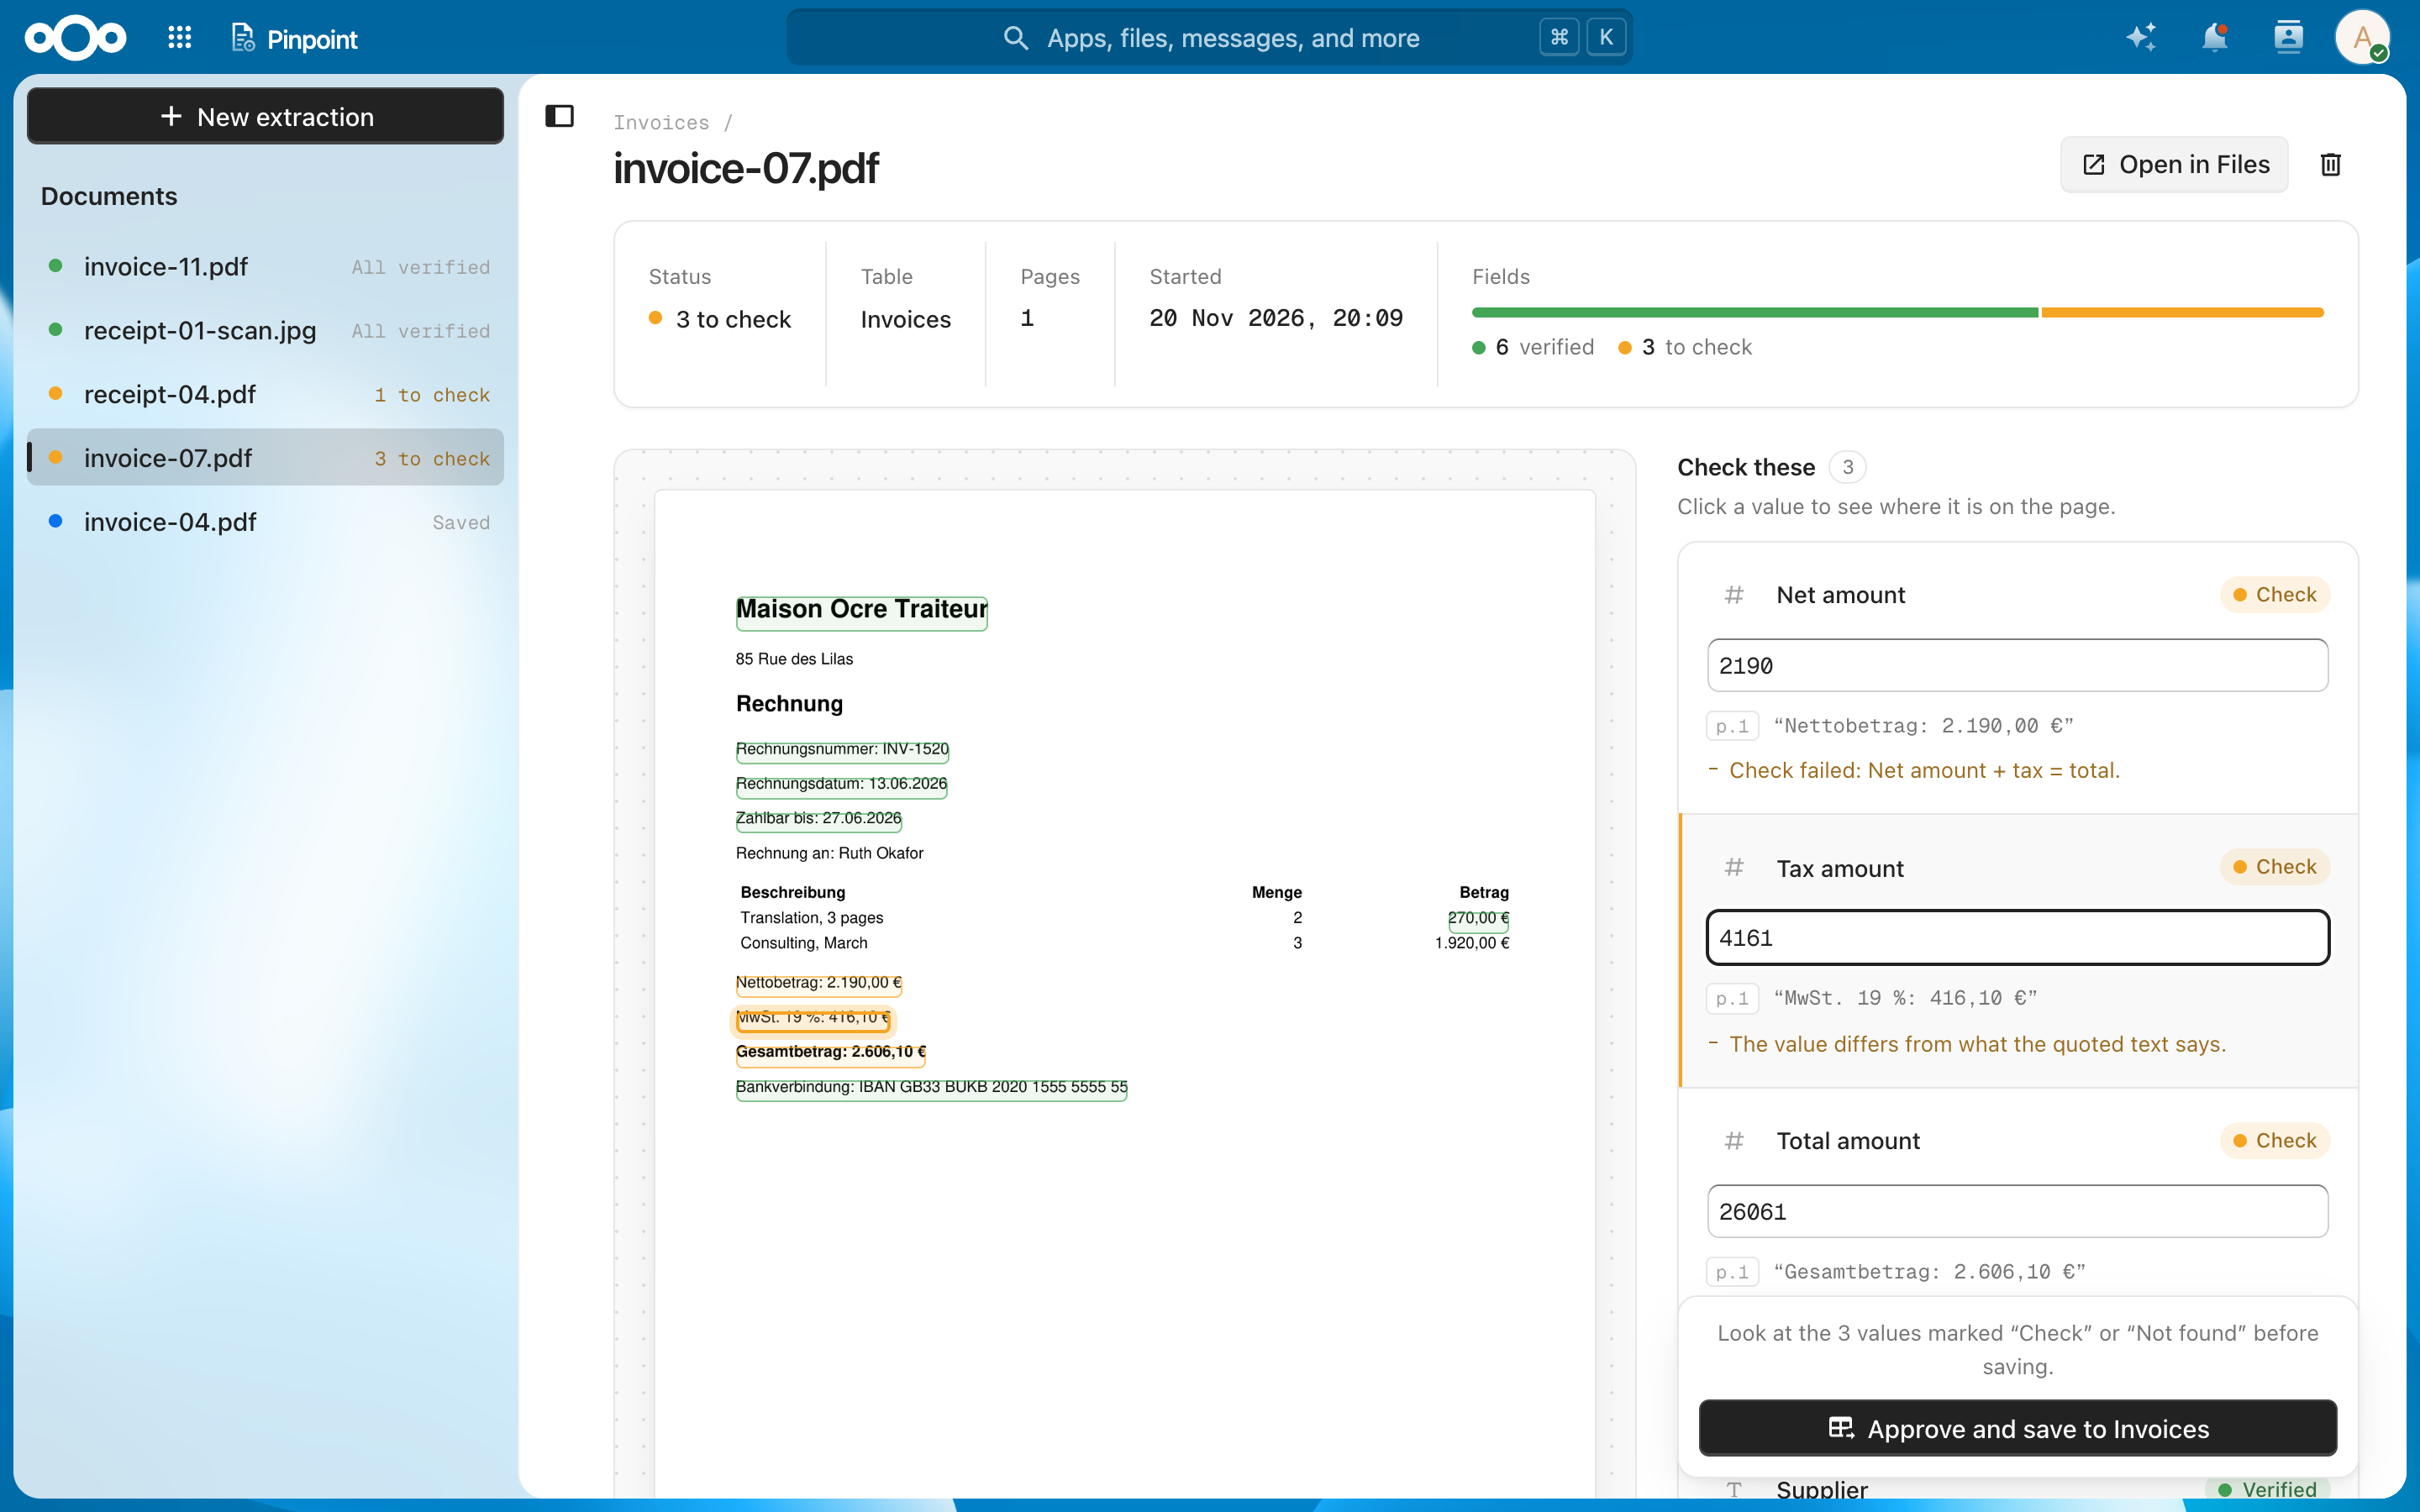 Pinpoint
Apps, files, messages, and more
⌘ K
A
+ New extraction
Documents
invoice-11.pdf All verified
receipt-01-scan.jpg All verified
receipt-04.pdf 1 to check
invoice-07.pdf 3 to check
invoice-04.pdf Saved
Invoices /
invoice-07.pdf
Open in Files
Status
3 to check
Table
Invoices
Pages
1
Started
20 Nov 2026, 20:09
Fields
6 verified 3 to check
Maison Ocre Traiteur
85 Rue des Lilas
Rechnung
Rechnungsnummer: INV-1520
Rechnungsdatum: 13.06.2026
Zahlbar bis: 27.06.2026
Rechnung an: Ruth Okafor
Beschreibung Menge Betrag
Translation, 3 pages 2 270,00 €
Consulting, March 3 1.920,00 €
Nettobetrag: 2.190,00 €
MwSt. 19 %: 416,10 €
Gesamtbetrag: 2.606,10 €
Bankverbindung: IBAN GB33 BUKB 2020 1555 5555 55
Check these 3
Click a value to see where it is on the page.
# Net amount Check
2190
p.1 “Nettobetrag: 2.190,00 €”
– Check failed: Net amount + tax = total.
# Tax amount Check
4161
p.1 “MwSt. 19 %: 416,10 €”
– The value differs from what the quoted text says.
# Total amount Check
26061
p.1 “Gesamtbetrag: 2.606,10 €”
Look at the 3 values marked “Check” or “Not found” before
saving.
Approve and save to Invoices
T Supplier Verified